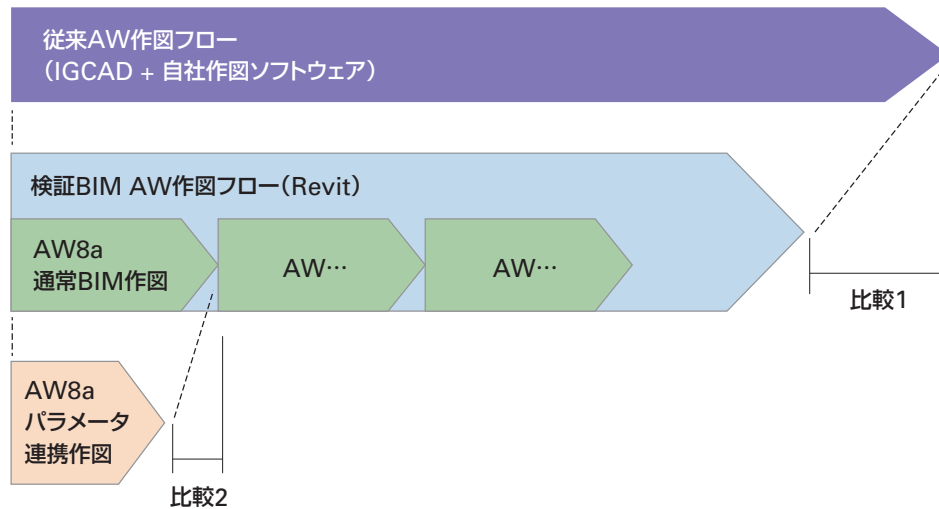 従来AW作図フロー
（IGCAD + 自社作図ソフトウェア）
検証BIM AW作図フロー（Revit）
AW8a
通常BIM作図
AW…
AW…
比較1
AW8a
パラメータ
連携作図
比較2